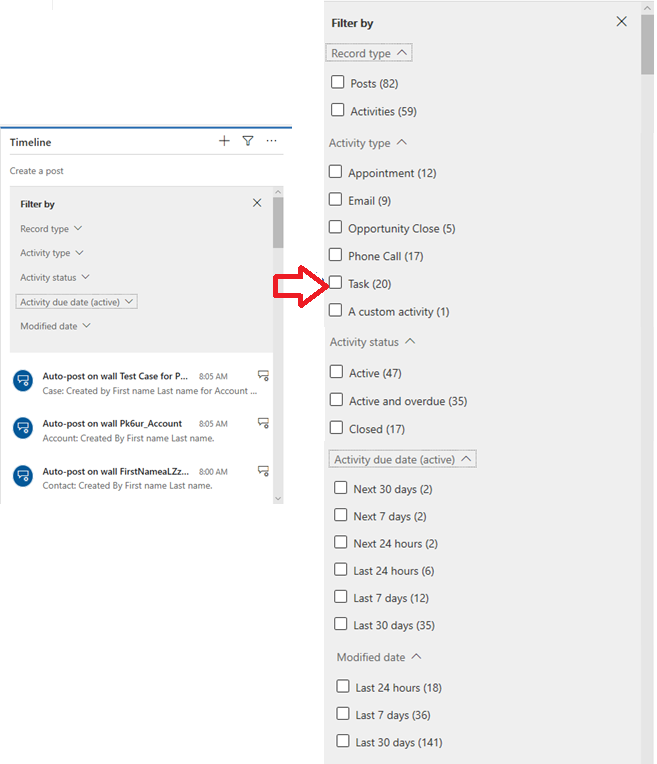 Timeline
Create a post
Filter by
Record type
Activity type
Activity status
Activity due date (active)
Modified date
Auto-post on wall Test Case for P... 8:05 AM
Case: Created by First name Last name for Account ...
Auto-post on wall Pk6ur_Account 8:05 AM
Account: Created By First name Last name.
Auto-post on wall FirstNameaLZz... 8:00 AM
Contact: Created By First name Last name.
Filter by
Record type
Posts (82)
Activities (59)
Activity type
Appointment (12)
Email (9)
Opportunity Close (5)
Phone Call (17)
Task (20)
A custom activity (1)
Activity status
Active (47)
Active and overdue (35)
Closed (17)
Activity due date (active)
Next 30 days (2)
Next 7 days (2)
Next 24 hours (2)
Last 24 hours (6)
Last 7 days (12)
Last 30 days (35)
Modified date
Last 24 hours (18)
Last 7 days (36)
Last 30 days (141)